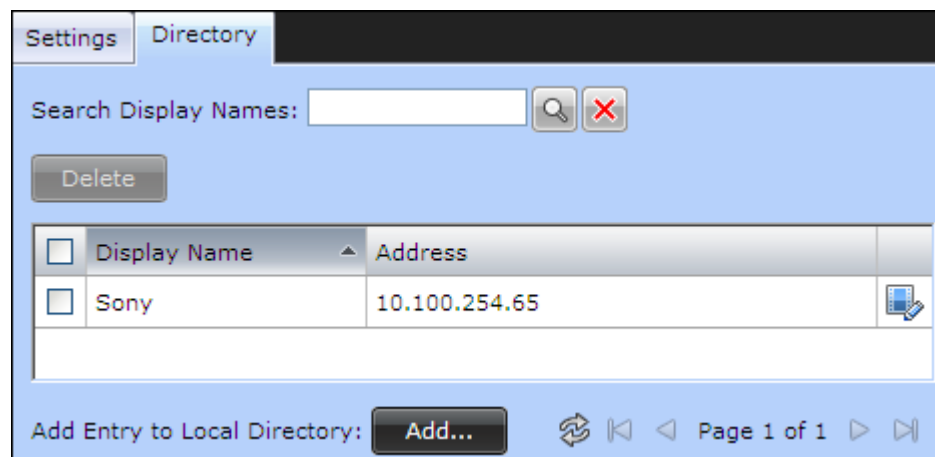 Settings Directory
Search Display Names:
Delete
Display Name Address
Sony 10.100.254.65
Add Entry to Local Directory: Add... Page 1 of 1